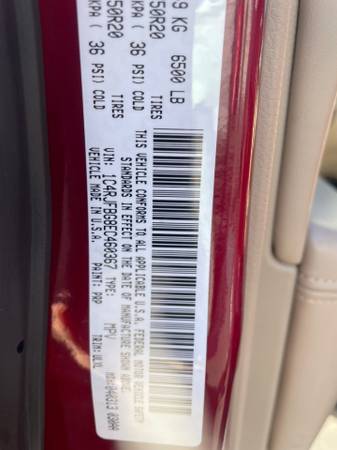 9 KG 6500 LB
50R20 TIRES
KPA ( 36 PSI) COLD
50R20 TIRES
KPA ( 36 PSI) COLD
THIS VEHICLE CONFORMS TO ALL APPLICABLE U.S.A. FEDERAL MOTOR VEHICLE SAFETY
STANDARDS IN EFFECT ON THE DATE OF MANUFACTURE SHOWN ABOVE.
VIN: 1C4RJFBG8EC460367 TYPE: MPV
VEHICLE MADE IN U.S.A. PAINT: PRP TRIM: